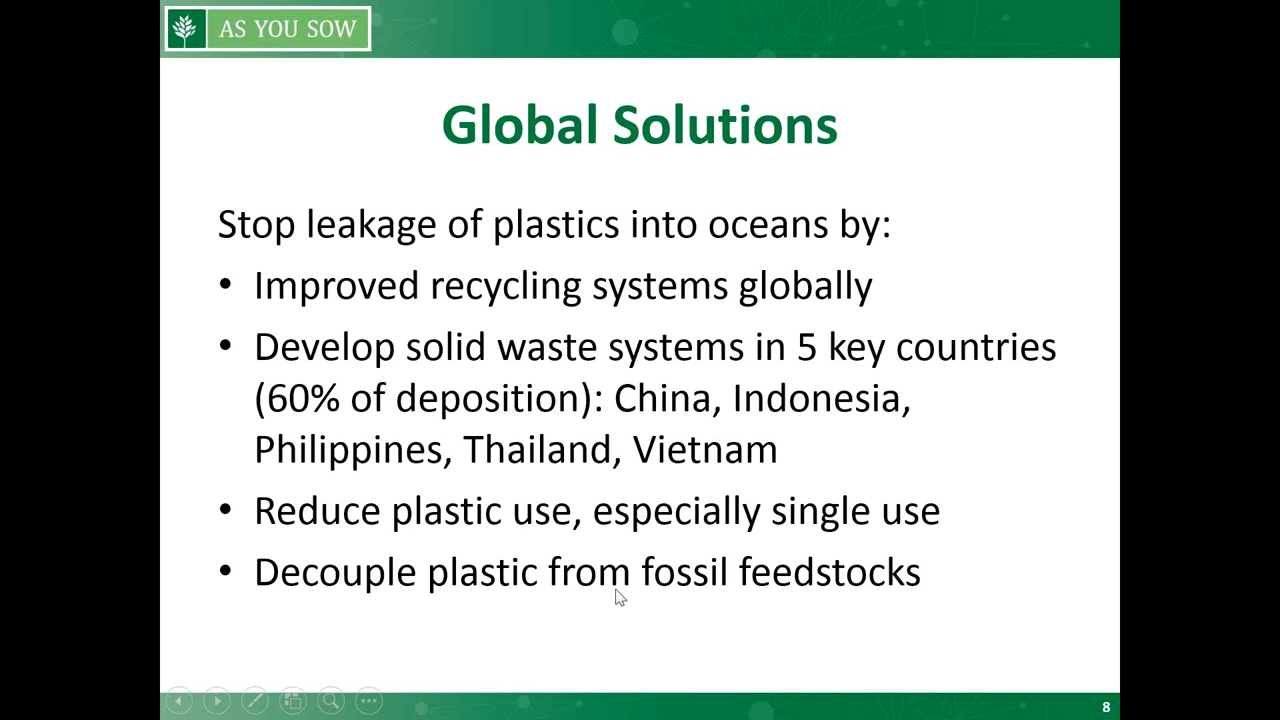 AS YOU SOW
Global Solutions
Stop leakage of plastics into oceans by:
• Improved recycling systems globally
• Develop solid waste systems in 5 key countries
(60% of deposition): China, Indonesia,
Philippines, Thailand, Vietnam
• Reduce plastic use, especially single use
• Decouple plastic from fossil feedstocks
8